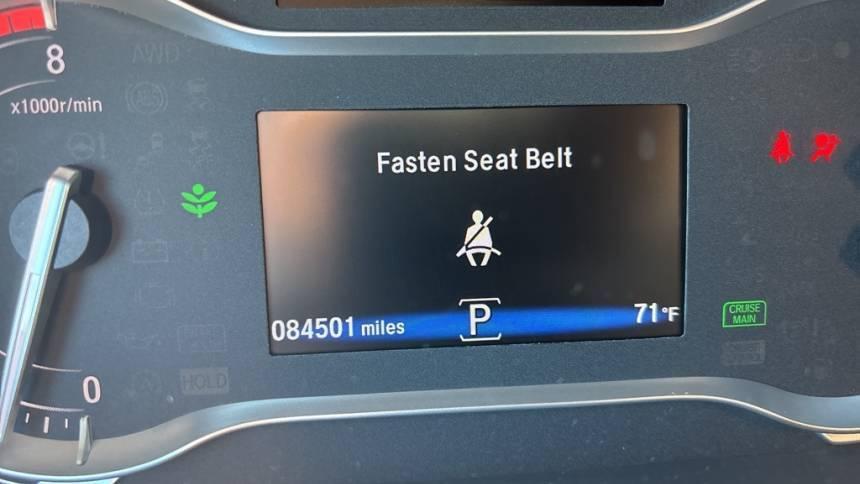 8
AWD
x1000r/min
Fasten Seat Belt
084501 miles
P
71°F
CRUISE
MAIN
HOLD
0